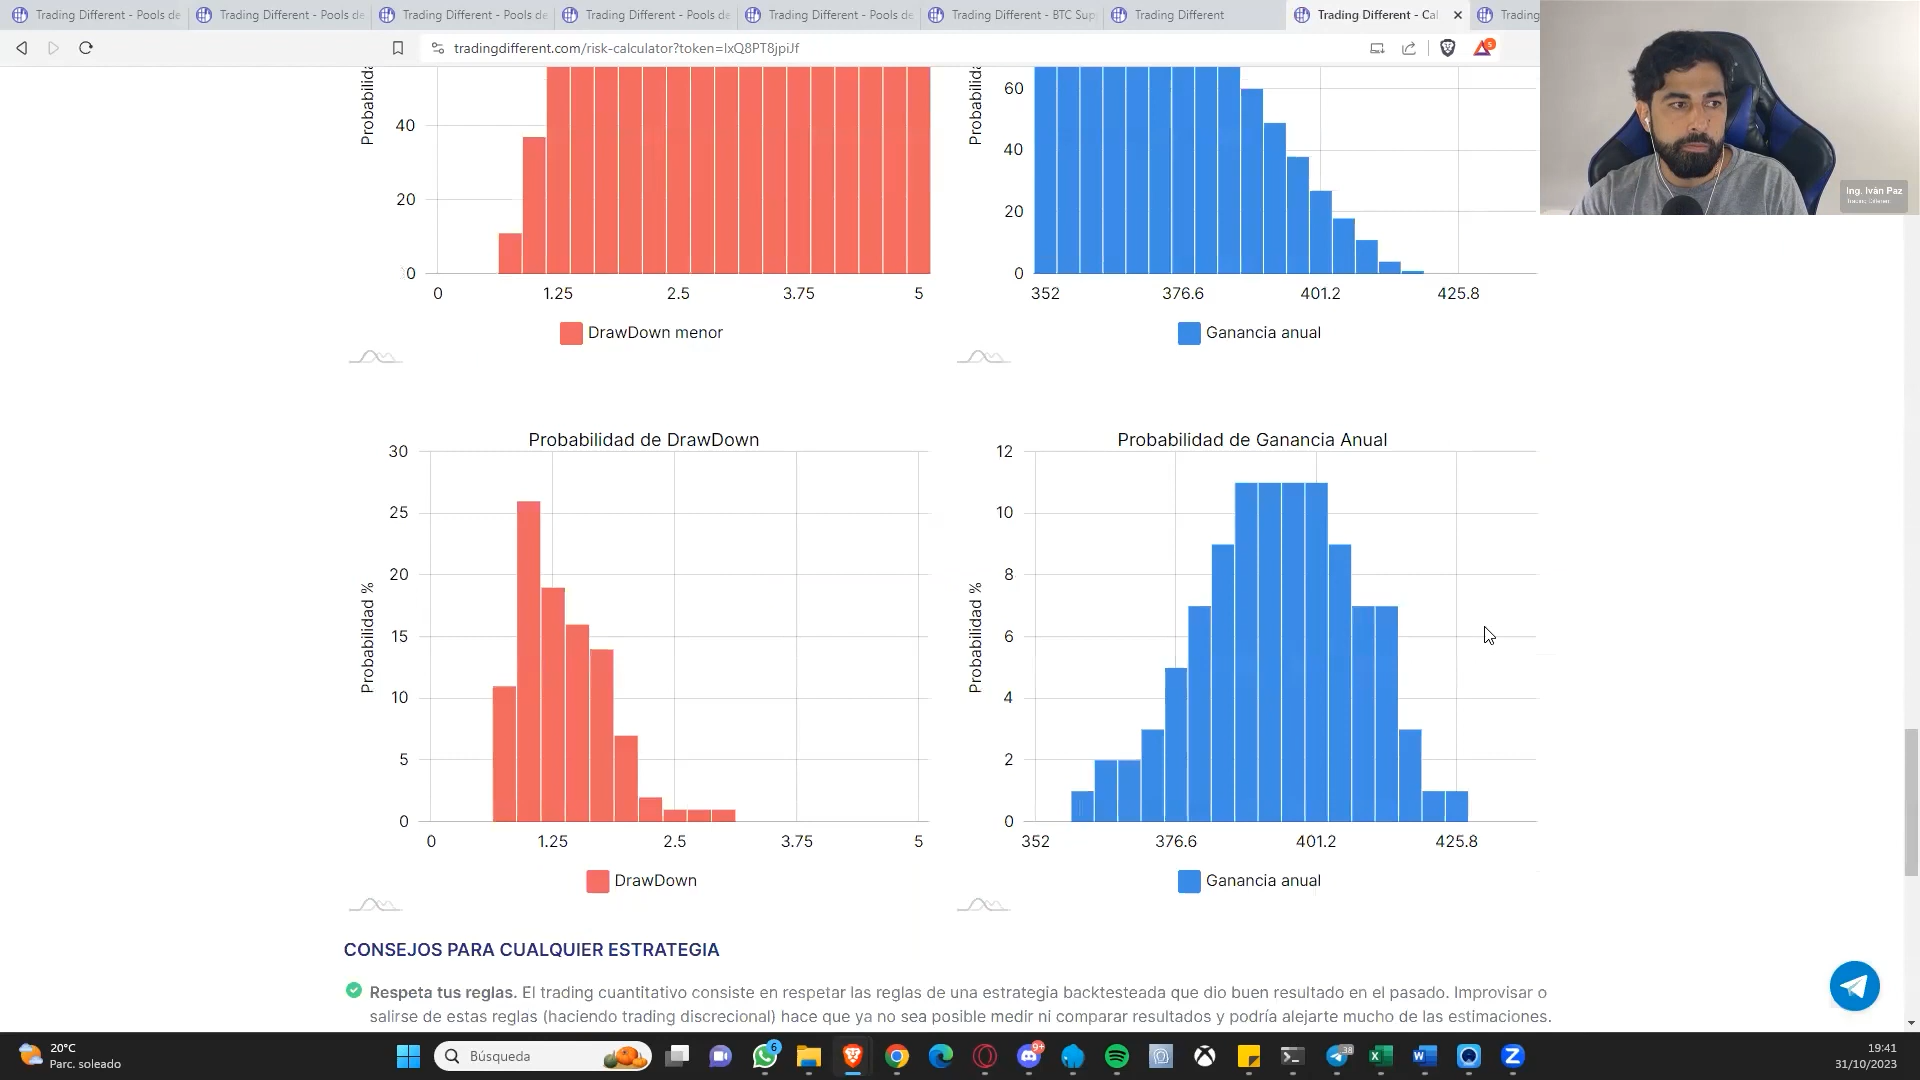 Trading Different - Pools de
Trading Different - Pools de
Trading Different - Pools de
Trading Different - Pools de
Trading Different - Pools de
Trading Different - BTC Sup
Trading Different
Trading Different - Cal
Trading
tradingdifferent.com/risk-calculator?token=IxQ8PT8jpiJf
5
Ing. Iván Paz
Trading Different
Probabilida
40
20
0
0
1.25
2.5
3.75
5
DrawDown menor
Probabilida
60
40
20
0
352
376.6
401.2
425.8
Ganancia anual
Probabilidad de DrawDown
Probabilidad %
30
25
20
15
10
5
0
0
1.25
2.5
3.75
5
DrawDown
Probabilidad de Ganancia Anual
Probabilidad %
12
10
8
6
4
2
0
352
376.6
401.2
425.8
Ganancia anual
CONSEJOS PARA CUALQUIER ESTRATEGIA
Respeta tus reglas. El trading cuantitativo consiste en respetar las reglas de una estrategia backtesteada que dio buen resultado en el pasado. Improvisar o
salirse de estas reglas (haciendo trading discrecional) hace que ya no sea posible medir ni comparar resultados y podría alejarte mucho de las estimaciones.
20°C
Parc. soleado
Búsqueda
6
9+
38
19:41
31/10/2023